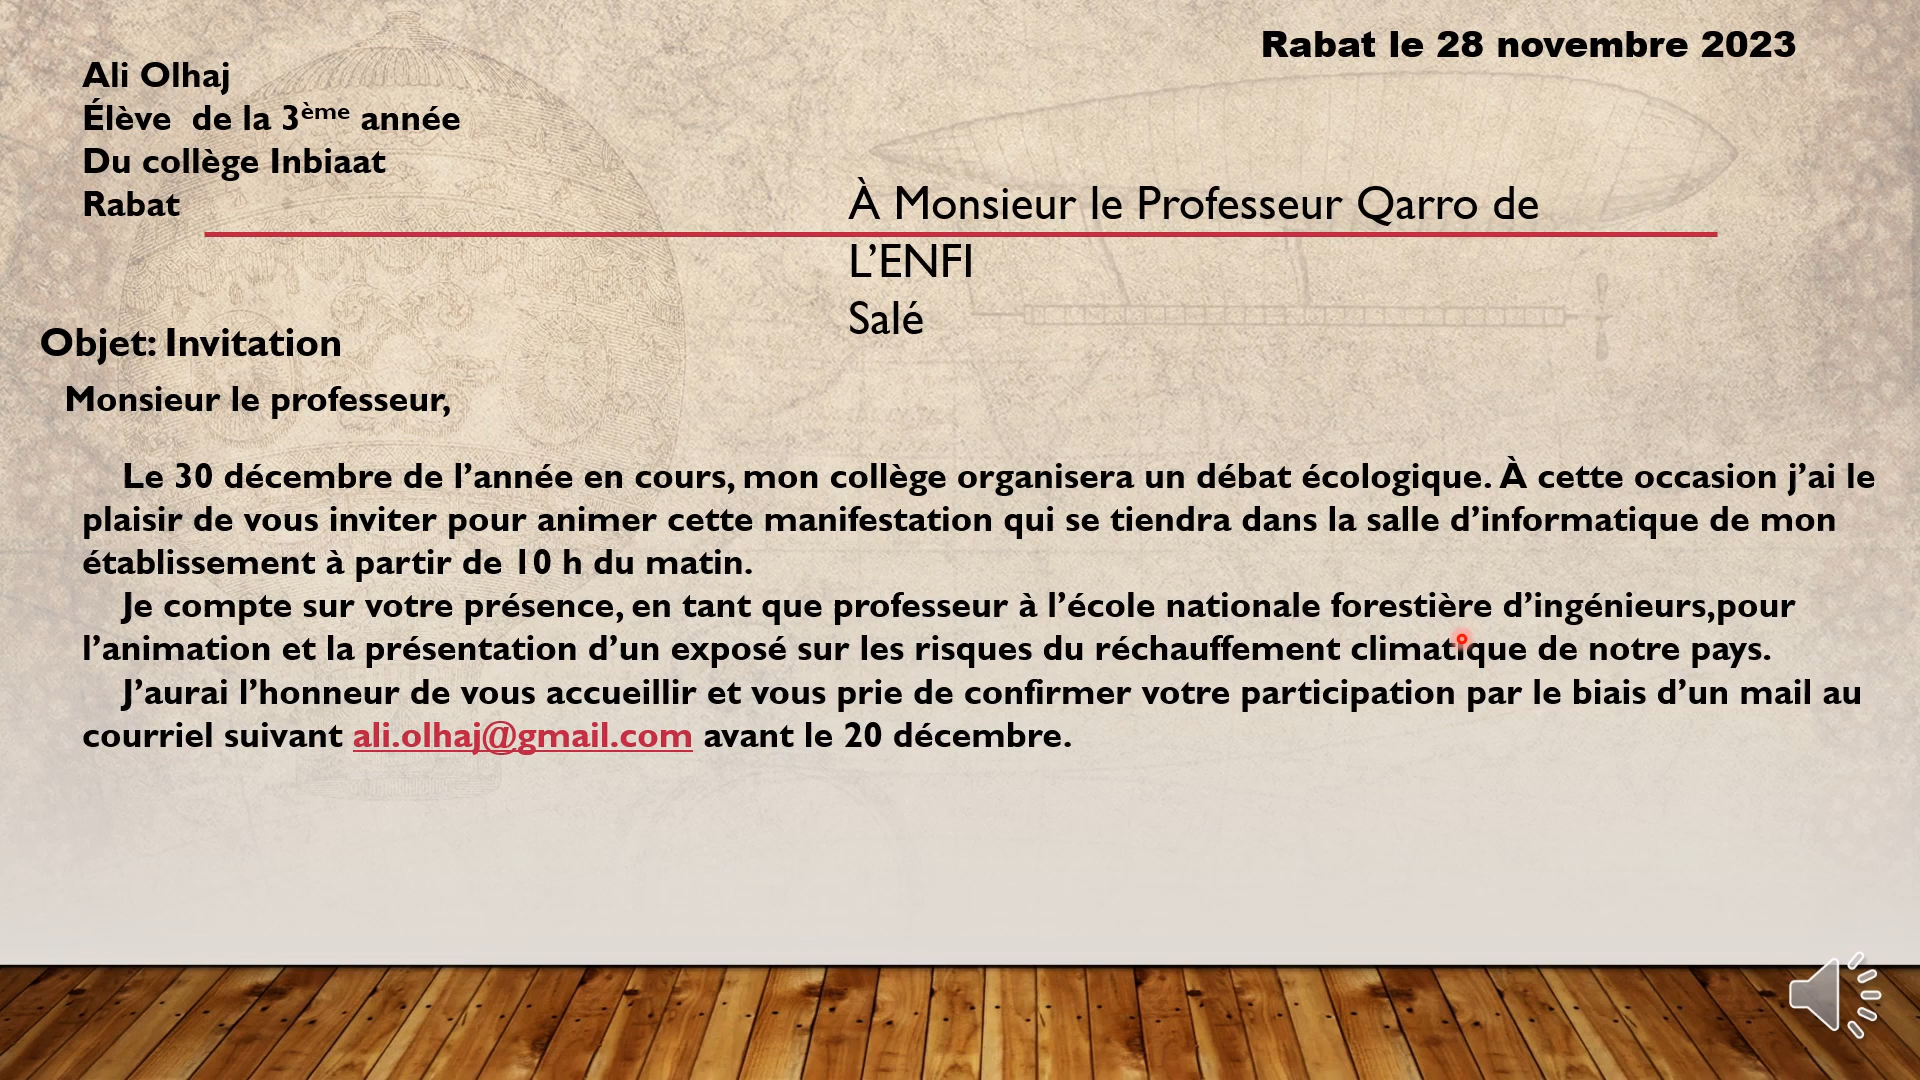 Rabat le 28 novembre 2023
Ali Olhaj
Élève  de la 3ème année
Du collège Inbiaat
Rabat
À Monsieur le Professeur Qarro de
L’ENFI
Salé
Objet: Invitation
Monsieur le professeur,
Le 30 décembre de l’année en cours, mon collège organisera un débat écologique. À cette occasion j’ai le
plaisir de vous inviter pour animer cette manifestation qui se tiendra dans la salle d’informatique de mon
établissement à partir de 10 h du matin.
Je compte sur votre présence, en tant que professeur à l’école nationale forestière d’ingénieurs,pour
l’animation et la présentation d’un exposé sur les risques du réchauffement climatique de notre pays.
J’aurai l’honneur de vous accueillir et vous prie de confirmer votre participation par le biais d’un mail au
courriel suivant ali.olhaj@gmail.com avant le 20 décembre.